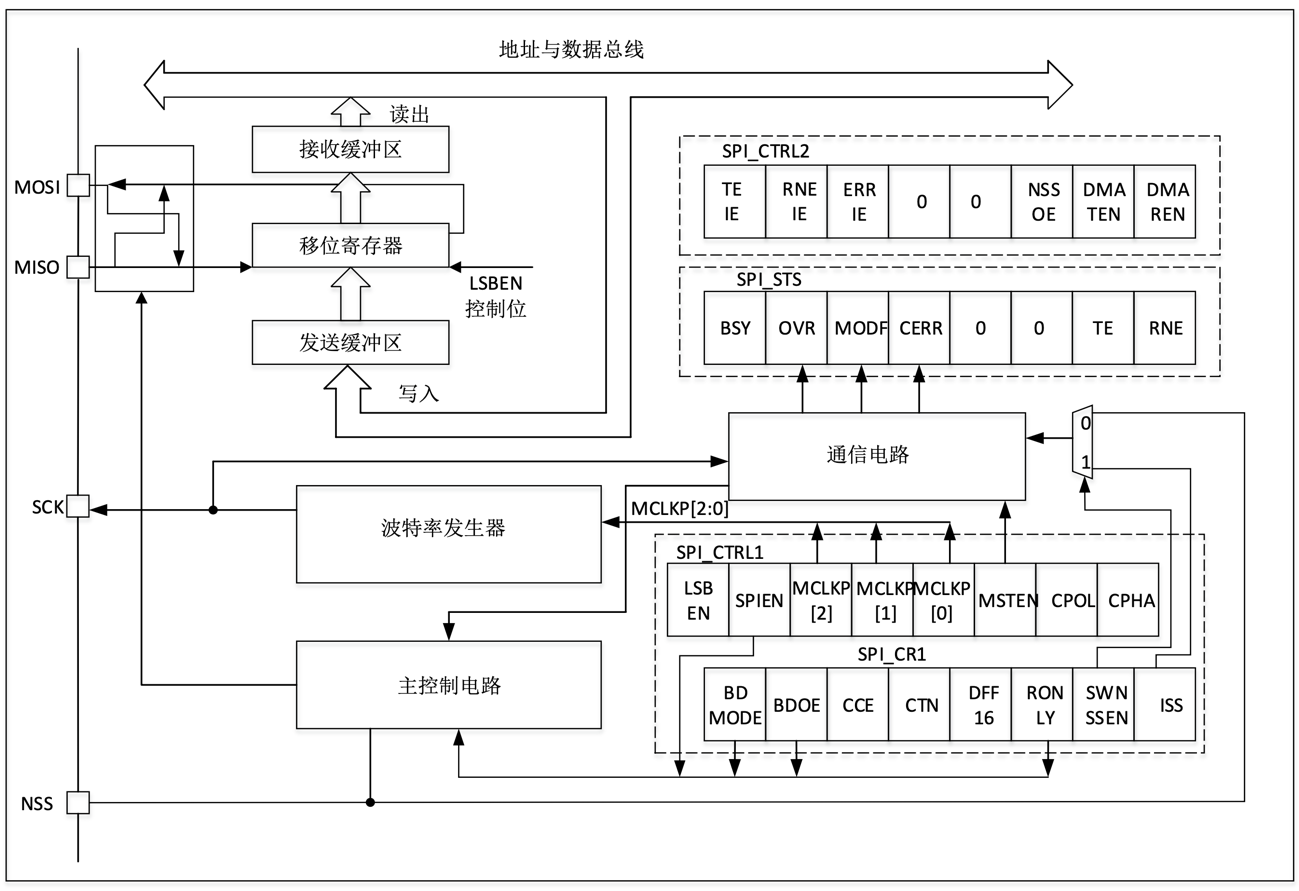 地址与数据总线
读出
接收缓冲区
MOSI
移位寄存器
MISO
LSBEN
控制位
发送缓冲区
写入
SPI_CTRL2
TE
IE
RNE
IE
ERR
IE
0
0
NSS
OE
DMA
TEN
DMA
REN
SPI_STS
BSY
OVR
MODF
CERR
0
0
TE
RNE
通信电路
0
1
SCK
波特率发生器
MCLKP[2:0]
SPI_CTRL1
LSB
EN
SPIEN
MCLKP
[2]
MCLKP
[1]
MCLKP
[0]
MSTEN
CPOL
CPHA
SPI_CR1
BD
MODE
BDOE
CCE
CTN
DFF
16
RON
LY
SWN
SSEN
ISS
主控制电路
NSS